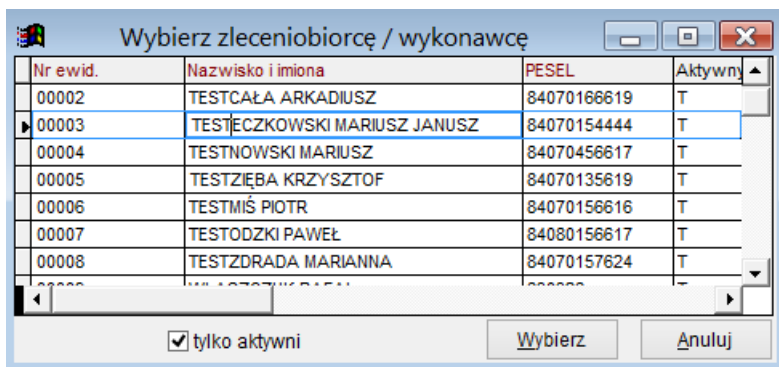 Wybierz zleceniobiorcę / wykonawcę
Nr ewid. Nazwisko i imiona PESEL Aktywny
00002 TESTCAŁA ARKADIUSZ 84070166619 T
00003 TESTECZKOWSKI MARIUSZ JANUSZ 84070154444 T
00004 TESTNOWSKI MARIUSZ 84070456617 T
00005 TESTZIĘBA KRZYSZTOF 84070135619 T
00006 TESTMIŚ PIOTR 84070156616 T
00007 TESTODZKI PAWEŁ 84080156617 T
00008 TESTZDRADA MARIANNA 84070157624 T
tylko aktywni Wybierz Anuluj